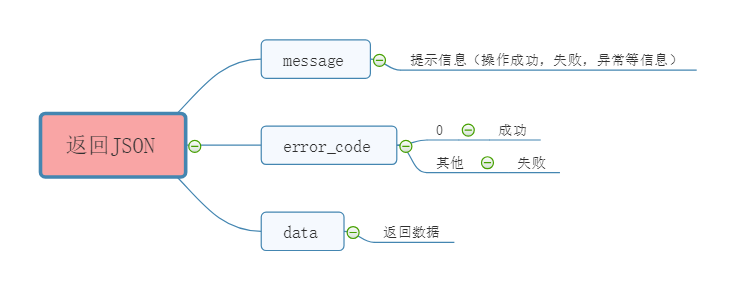 返回JSON
message
提示信息（操作成功，失败，异常等信息）
error_code
0
成功
其他
失败
data
返回数据